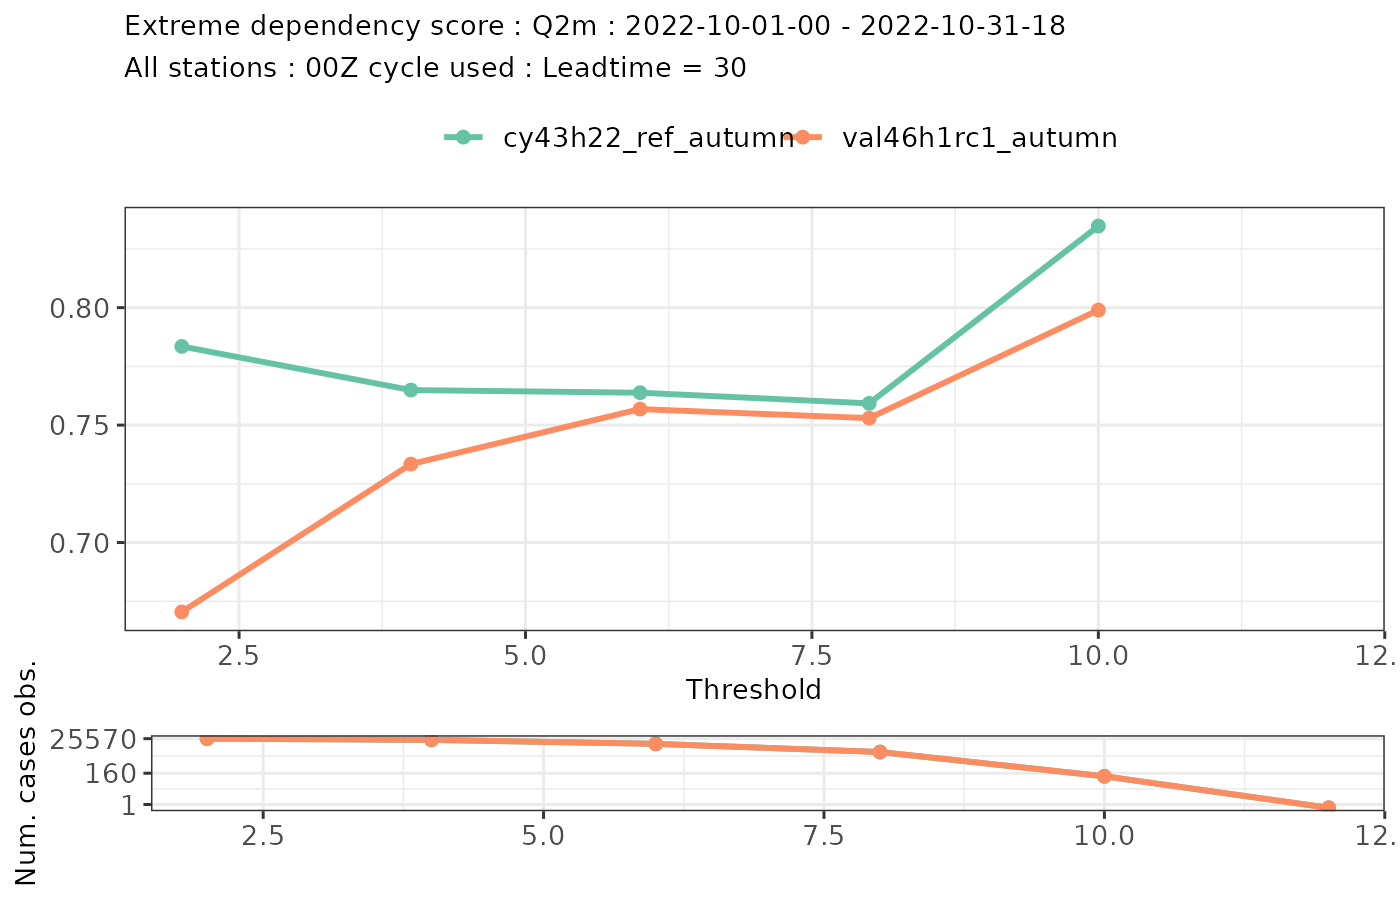 Extreme dependency score : Q2m : 2022-10-01-00 - 2022-10-31-18
All stations : 00Z cycle used : Leadtime = 30
cy43h22_ref_autumn val46h1rc1_autumn
0.80
0.75
0.70
2.5 5.0 7.5 10.0 12.
Threshold
Num. cases obs.
25570
160
1
2.5 5.0 7.5 10.0 12.